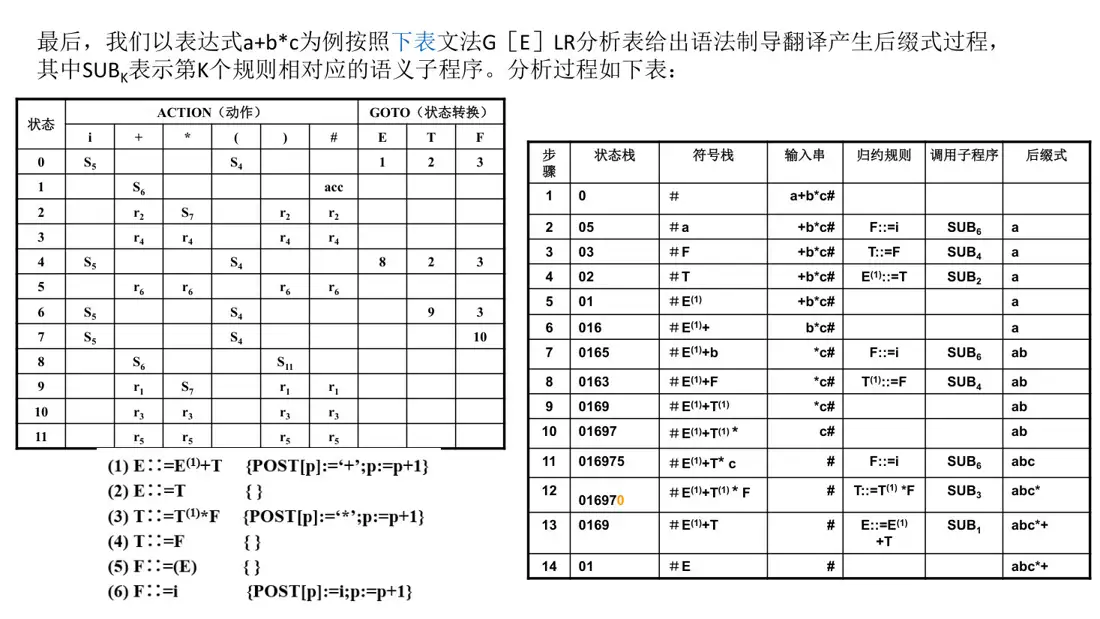 最后，我们以表达式a+b*c为例按照下表文法G［E］LR分析表给出语法制导翻译产生后缀式过程，
其中SUBK表示第K个规则相对应的语义子程序。分析过程如下表：
状态 ACTION（动作） GOTO（状态转换）
i + * ( ) # E T F
0 S5 S4 1 2 3
1 S6 acc
2 r2 S7 r2 r2
3 r4 r4 r4 r4
4 S5 S4 8 2 3
5 r6 r6 r6 r6
6 S5 S4 9 3
7 S5 S4 10
8 S6 S11
9 r1 S7 r1 r1
10 r3 r3 r3 r3
11 r5 r5 r5 r5
(1) E∷=E(1)+T {POST[p]:=‘+’;p:=p+1}
(2) E∷=T { }
(3) T∷=T(1)*F {POST[p]:=‘*’;p:=p+1}
(4) T∷=F { }
(5) F∷=(E) { }
(6) F∷=i {POST[p]:=i;p:=p+1}
步骤 状态栈 符号栈 输入串 归约规则 调用子程序 后缀式
1 0 ＃ a+b*c#
2 05 ＃a +b*c# F::=i SUB6 a
3 03 ＃F +b*c# T::=F SUB4 a
4 02 ＃T +b*c# E(1)::=T SUB2 a
5 01 ＃E(1) +b*c# a
6 016 ＃E(1)+ b*c# a
7 0165 ＃E(1)+b *c# F::=i SUB6 ab
8 0163 ＃E(1)+F *c# T(1)::=F SUB4 ab
9 0169 ＃E(1)+T(1) *c# ab
10 01697 ＃E(1)+T(1) * c# ab
11 016975 ＃E(1)+T* c # F::=i SUB6 abc
12 016970 ＃E(1)+T(1) * F # T::=T(1) *F SUB3 abc*
13 0169 ＃E(1)+T # E::=E(1) +T SUB1 abc*+
14 01 ＃E # abc*+